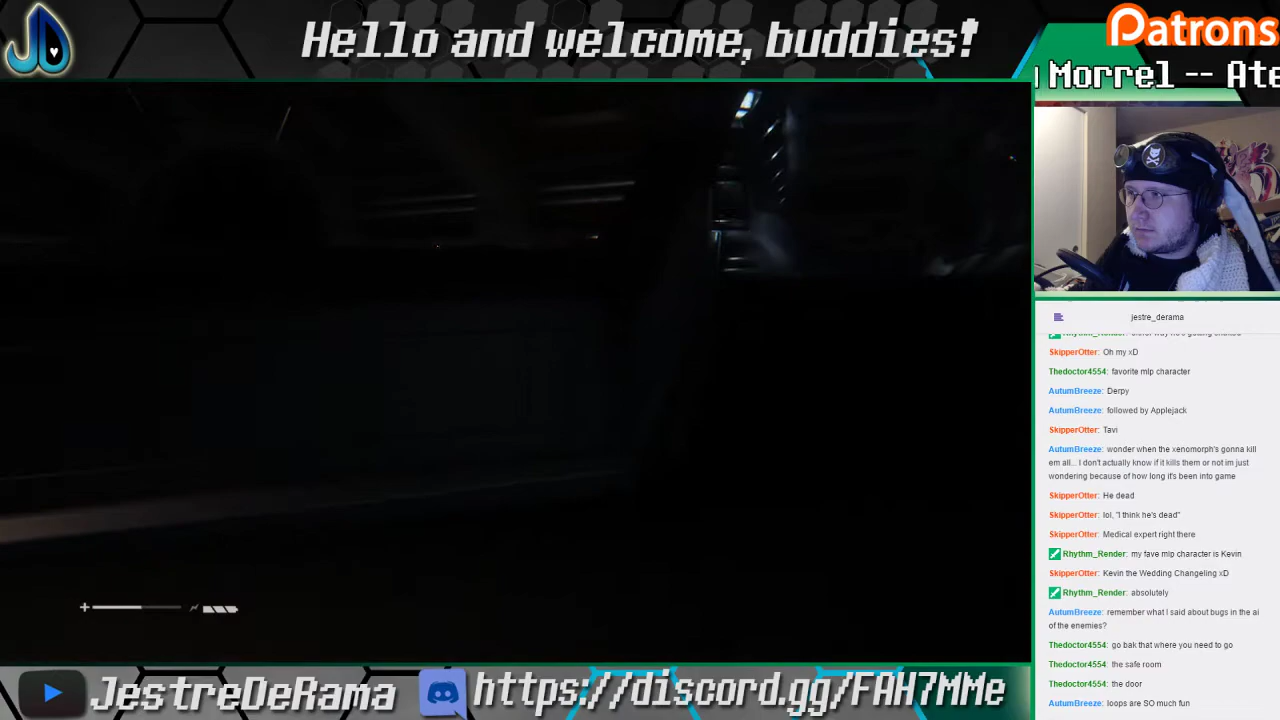 Hello and welcome, buddies!
Patrons
Morrel -- Ate
jestre_derama
SkipperOtter: Oh my xD
Thedoctor4554: favorite mlp character
AutumBreeze: Derpy
AutumBreeze: followed by Applejack
SkipperOtter: Tavi
AutumBreeze: wonder when the xenomorph's gonna kill
em all... I don't actually know if it kills them or not im just
wondering because of how long it's been into game
SkipperOtter: He dead
SkipperOtter: lol, "I think he's dead"
SkipperOtter: Medical expert right there
Rhythm_Render: my fave mlp character is Kevin
SkipperOtter: Kevin the Wedding Changeling xD
Rhythm_Render: absolutely
AutumBreeze: remember what I said about bugs in the ai
of the enemies?
Thedoctor4554: go bak that where you need to go
Thedoctor4554: the safe room
Thedoctor4554: the door
AutumBreeze: loops are SO much fun
JestreDeRama
https://discord.gg/FAH7MMe